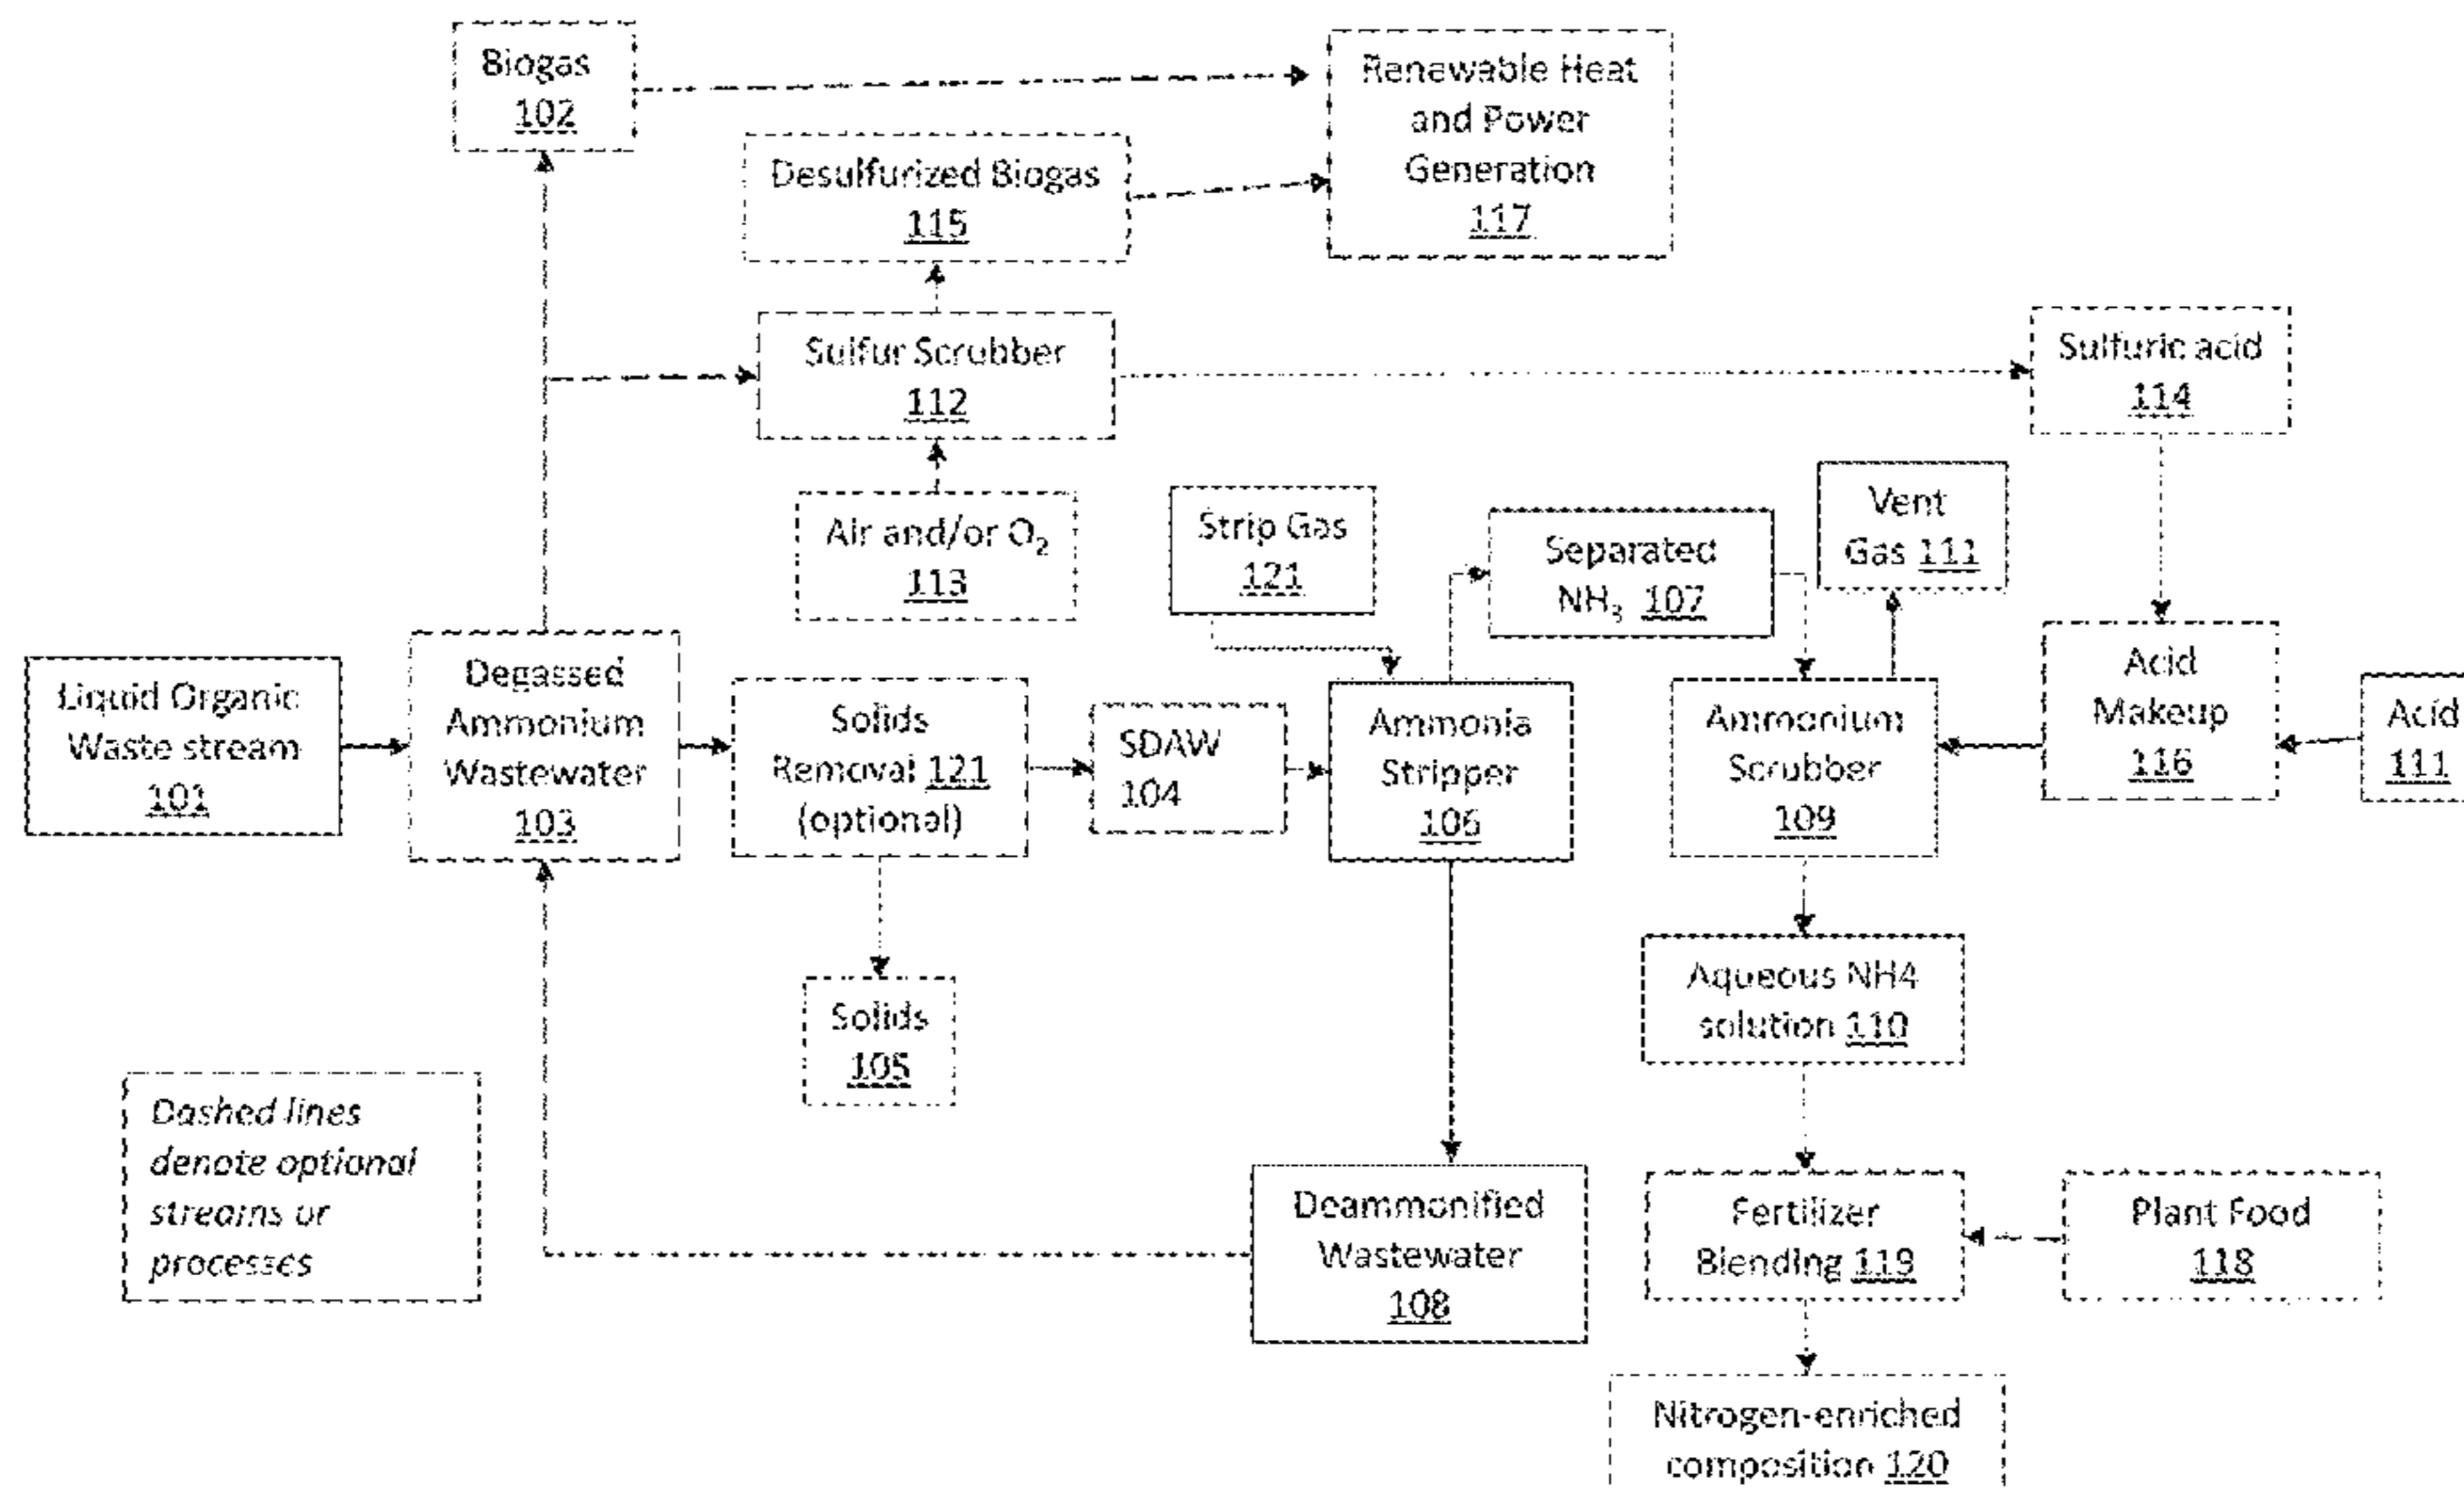 Biogas
102
Renewable Heat
and Power
Generation
117
Desulfurized Biogas
115
Sulfur Scrubber
112
Sulfuric acid
114
Air and/or O₂
113
Strip Gas
121
Separated
NH₃ 107
Vent
Gas 111
Liquid Organic
Waste stream
101
Degassed
Ammonium
Wastewater
103
Solids
Removal 121
(optional)
SDAW
104
Ammonia
Stripper
106
Ammonium
Scrubber
109
Acid
Makeup
116
Acid
111
Solids
105
Aqueous NH4
solution 110
Dashed lines
denote optional
streams or
processes
Deammonified
Wastewater
108
Fertilizer
Blending 119
Plant Food
118
Nitrogen-enriched
composition 120